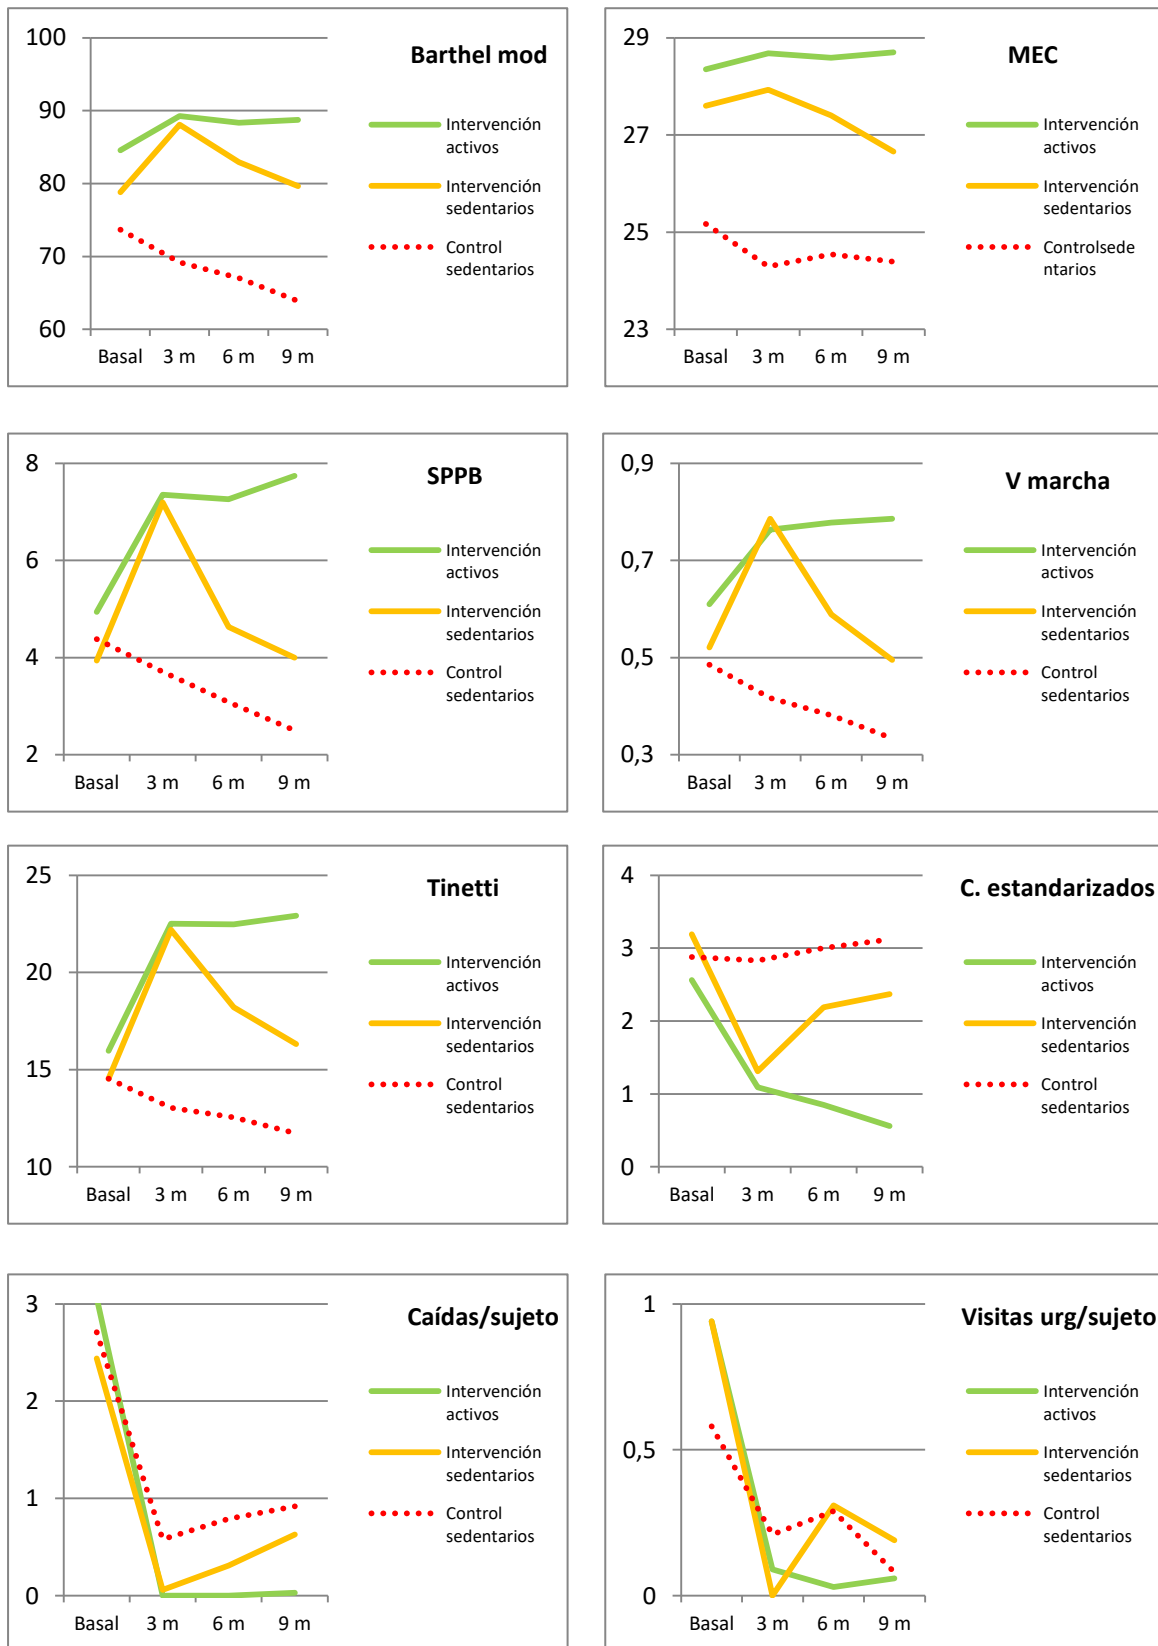 Barthel mod
100
90
80
70
60
Basal 3 m 6 m 9 m
Intervención
activos
Intervención
sedentarios
Control
sedentarios
MEC
29
27
25
23
Basal 3 m 6 m 9 m
Intervención
activos
Intervención
sedentarios
Controlsede
ntarios
SPPB
8
6
4
2
Basal 3 m 6 m 9 m
Intervención
activos
Intervención
sedentarios
Control
sedentarios
V marcha
0,9
0,7
0,5
0,3
Basal 3 m 6 m 9 m
Intervención
activos
Intervención
sedentarios
Control
sedentarios
Tinetti
25
20
15
10
Basal 3 m 6 m 9 m
Intervención
activos
Intervención
sedentarios
Control
sedentarios
C. estandarizados
4
3
2
1
0
Basal 3 m 6 m 9 m
Intervención
activos
Intervención
sedentarios
Control
sedentarios
Caídas/sujeto
3
2
1
0
Basal 3 m 6 m 9 m
Intervención
activos
Intervención
sedentarios
Control
sedentarios
Visitas urg/sujeto
1
0,5
0
Basal 3 m 6 m 9 m
Intervención
activos
Intervención
sedentarios
Control
sedentarios